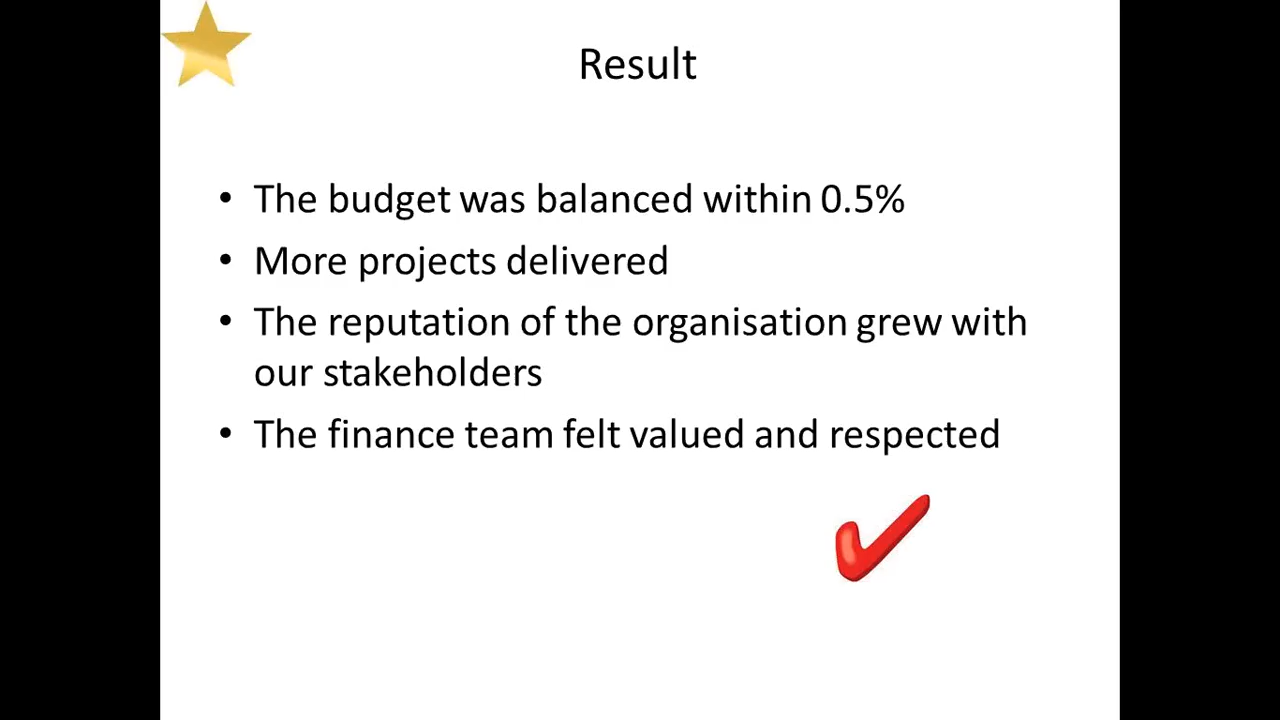 Result
• The budget was balanced within 0.5%
• More projects delivered
• The reputation of the organisation grew with
our stakeholders
• The finance team felt valued and respected